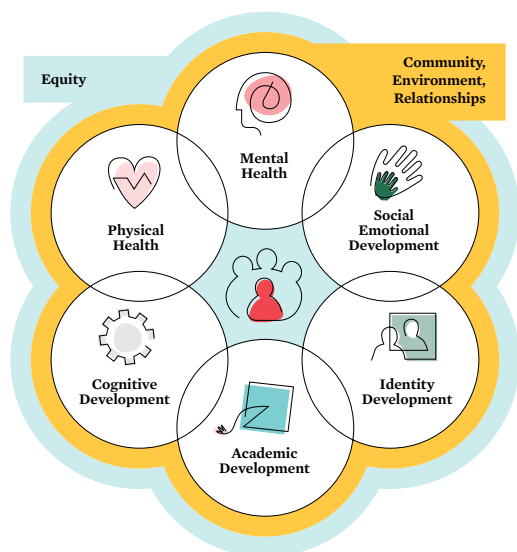 Equity
Community,
Environment,
Relationships
Mental
Health
Physical
Health
Social
Emotional
Development
Cognitive
Development
Identity
Development
Academic
Development